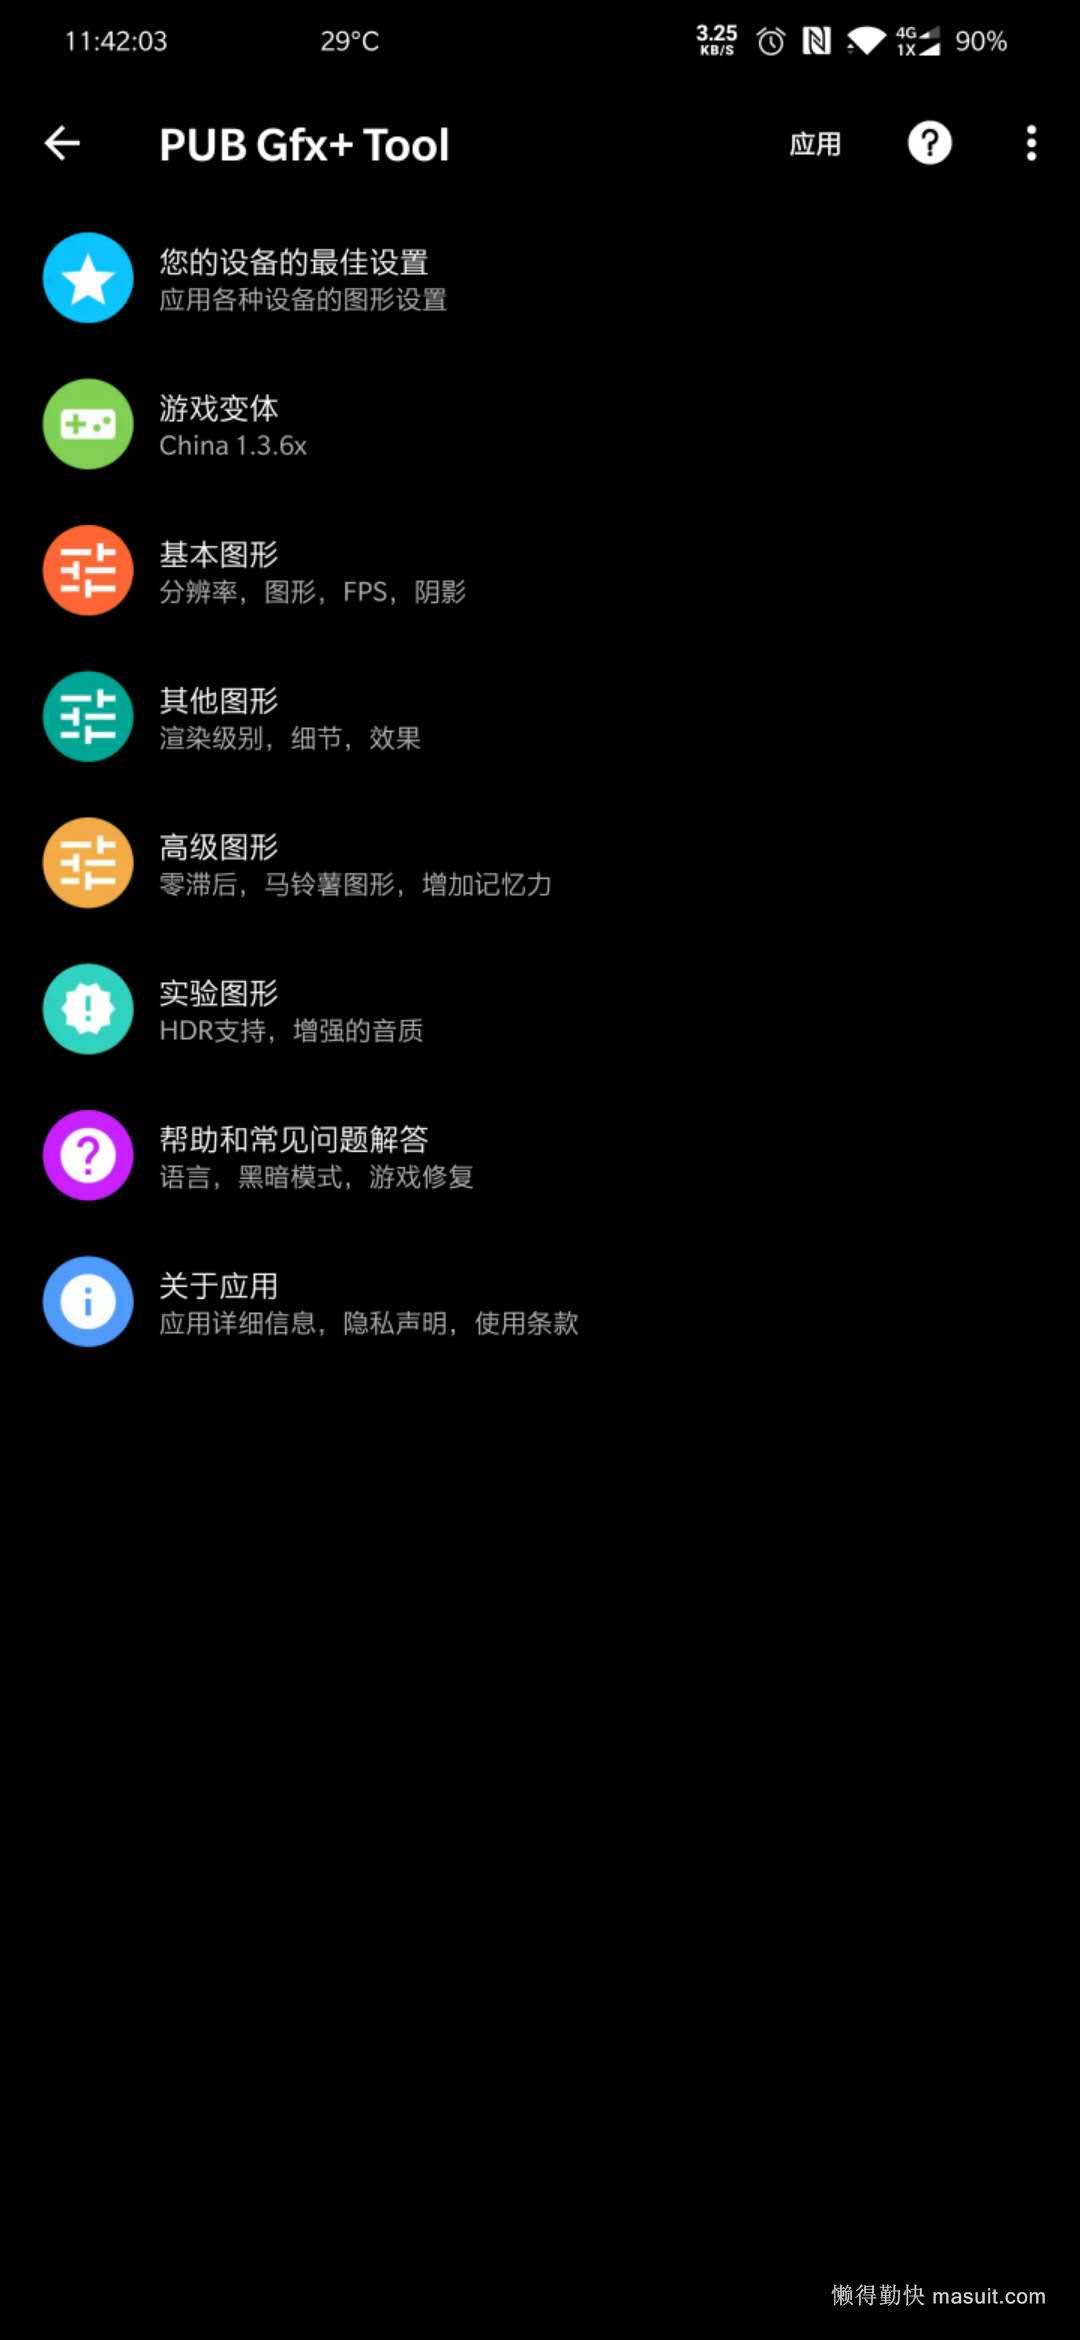 11:42:03 29°C 3.25 KB/S 4G 1X 90%
PUB Gfx+ Tool 应用
您的设备的最佳设置
应用各种设备的图形设置
游戏变体
China 1.3.6x
基本图形
分辨率，图形，FPS，阴影
其他图形
渲染级别，细节，效果
高级图形
零滞后，马铃薯图形，增加记忆力
实验图形
HDR支持，增强的音质
帮助和常见问题解答
语言，黑暗模式，游戏修复
关于应用
应用详细信息，隐私声明，使用条款
懒得勤快 masuit.com